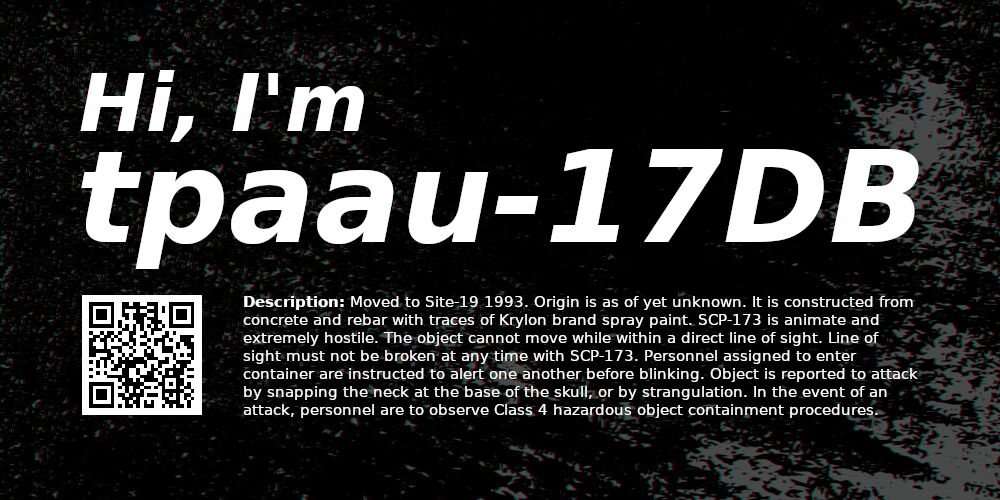 Hi, I'm
tpaau-17DB
Description: Moved to Site-19 1993. Origin is as of yet unknown. It is constructed from
concrete and rebar with traces of Krylon brand spray paint. SCP-173 is animate and
extremely hostile. The object cannot move while within a direct line of sight. Line of
sight must not be broken at any time with SCP-173. Personnel assigned to enter
container are instructed to alert one another before blinking. Object is reported to attack
by snapping the neck at the base of the skull, or by strangulation. In the event of an
attack, personnel are to observe Class 4 hazardous object containment procedures.